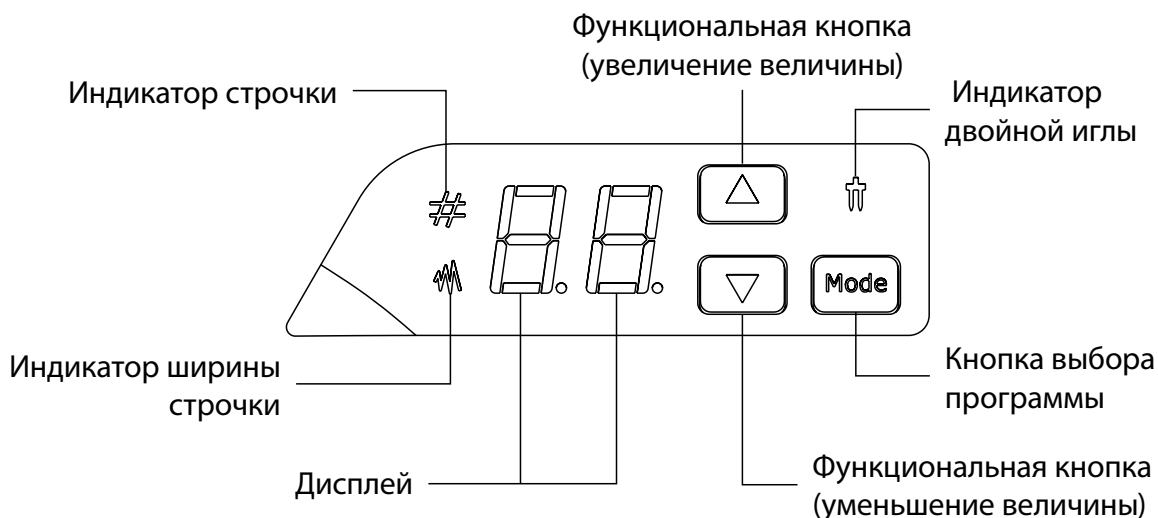 Функциональная кнопка
(увеличение величины)
Индикатор строчки
Индикатор
двойной иглы
Mode
Индикатор ширины
строчки
Кнопка выбора
программы
Дисплей
Функциональная кнопка
(уменьшение величины)